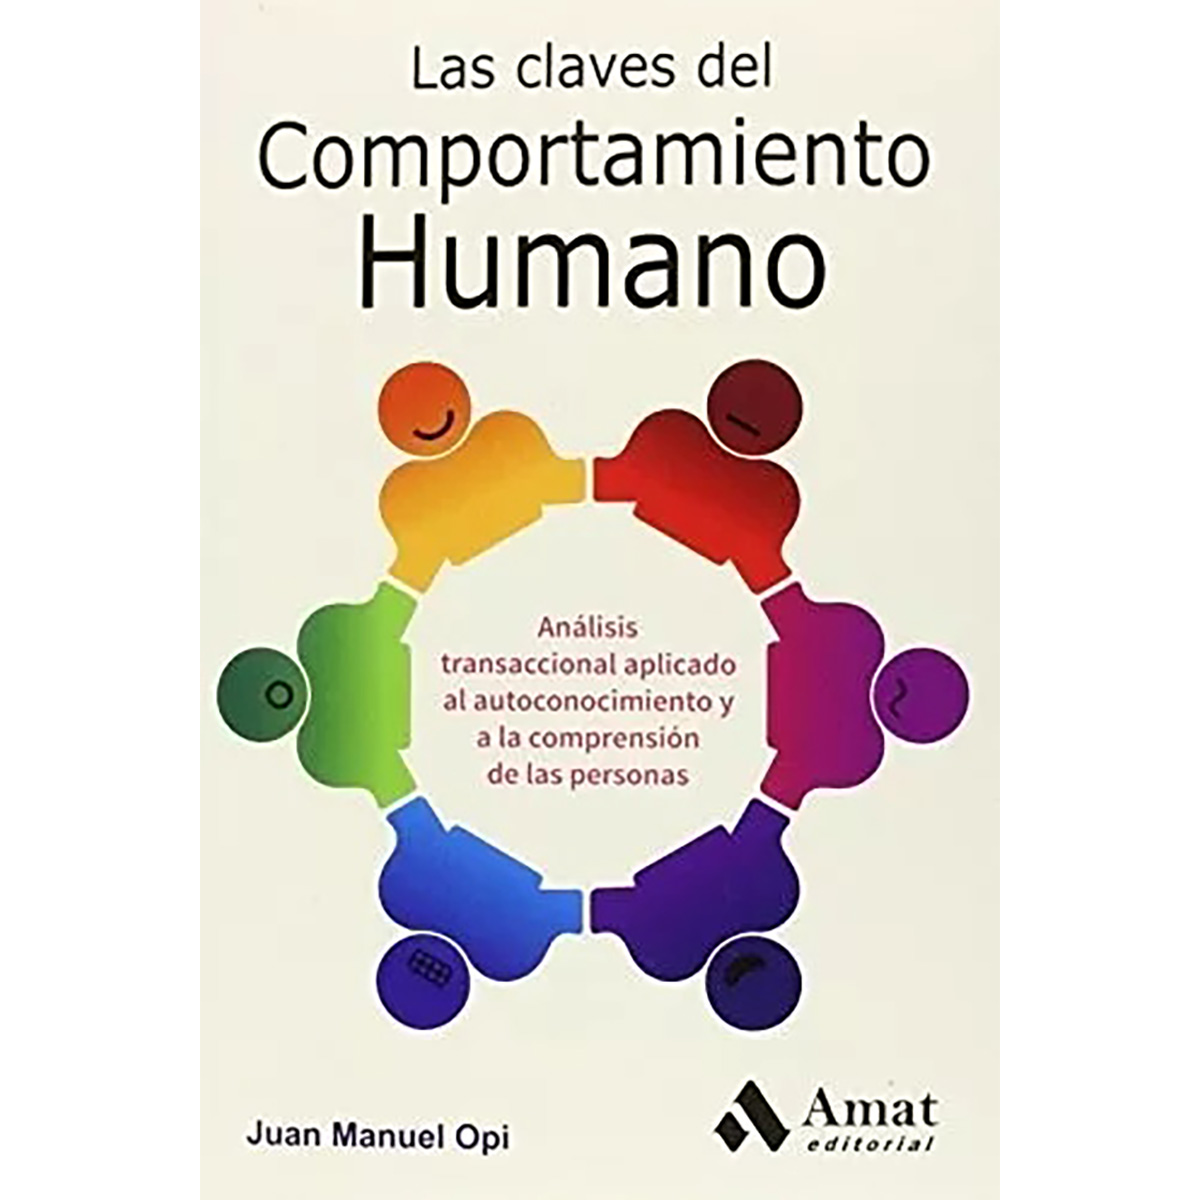 Las claves del
Comportamiento
Humano
Análisis
transaccional aplicado
al autoconocimiento y
a la comprensión
de las personas
Juan Manuel Opi
Amat
editorial